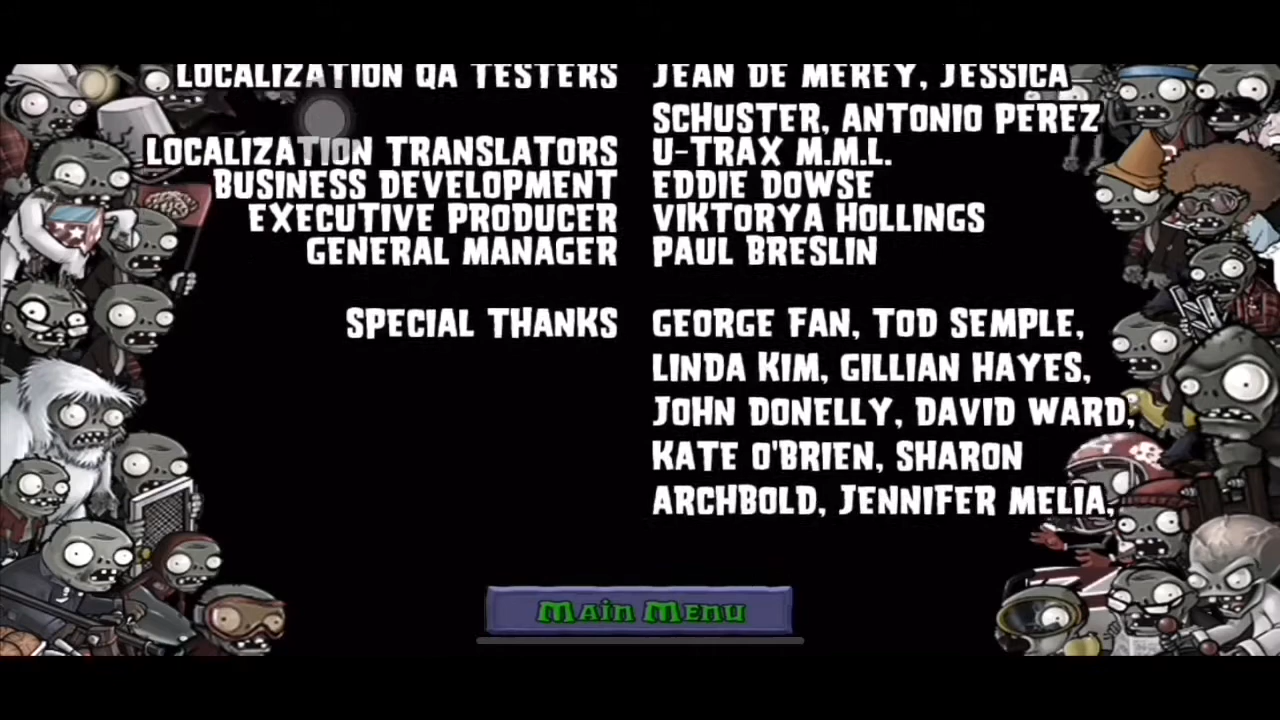 LOCALIZATION QA TESTERS JEAN DE MEREY, JESSICA
SCHUSTER, ANTONIO PEREZ
LOCALIZATION TRANSLATORS U-TRAX M.M.L.
BUSINESS DEVELOPMENT EDDIE DOWSE
EXECUTIVE PRODUCER VIKTORYA HOLLINGS
GENERAL MANAGER PAUL BRESLIN
SPECIAL THANKS GEORGE FAN, TOD SEMPLE,
LINDA KIM, GILLIAN HAYES,
JOHN DONELLY, DAVID WARD,
KATE O'BRIEN, SHARON
ARCHBOLD, JENNIFER MELIA,
Main Menu